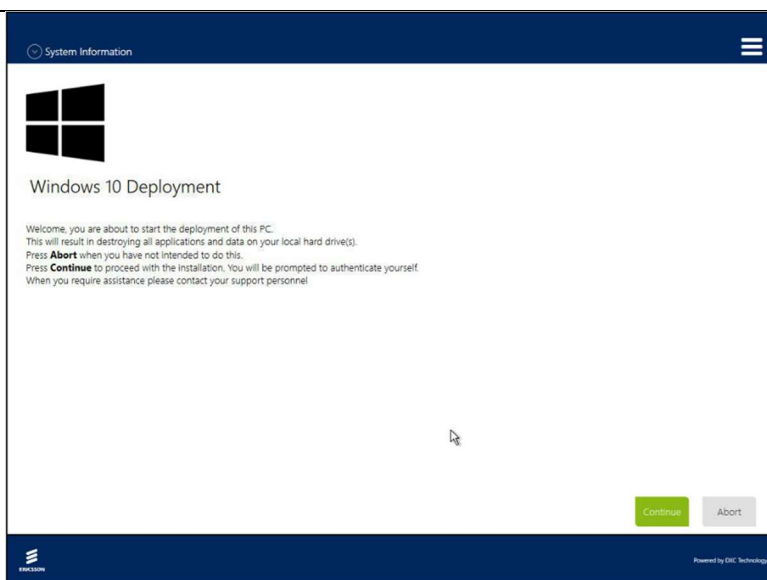 System Information
Windows 10 Deployment
Welcome, you are about to start the deployment of this PC.
This will result in destroying all applications and data on your local hard drive(s).
Press Abort when you have not intended to do this.
Press Continue to proceed with the installation. You will be prompted to authenticate yourself.
When you require assistance please contact your support personnel
Continue
Abort
ERICSSON
Powered by
Technology